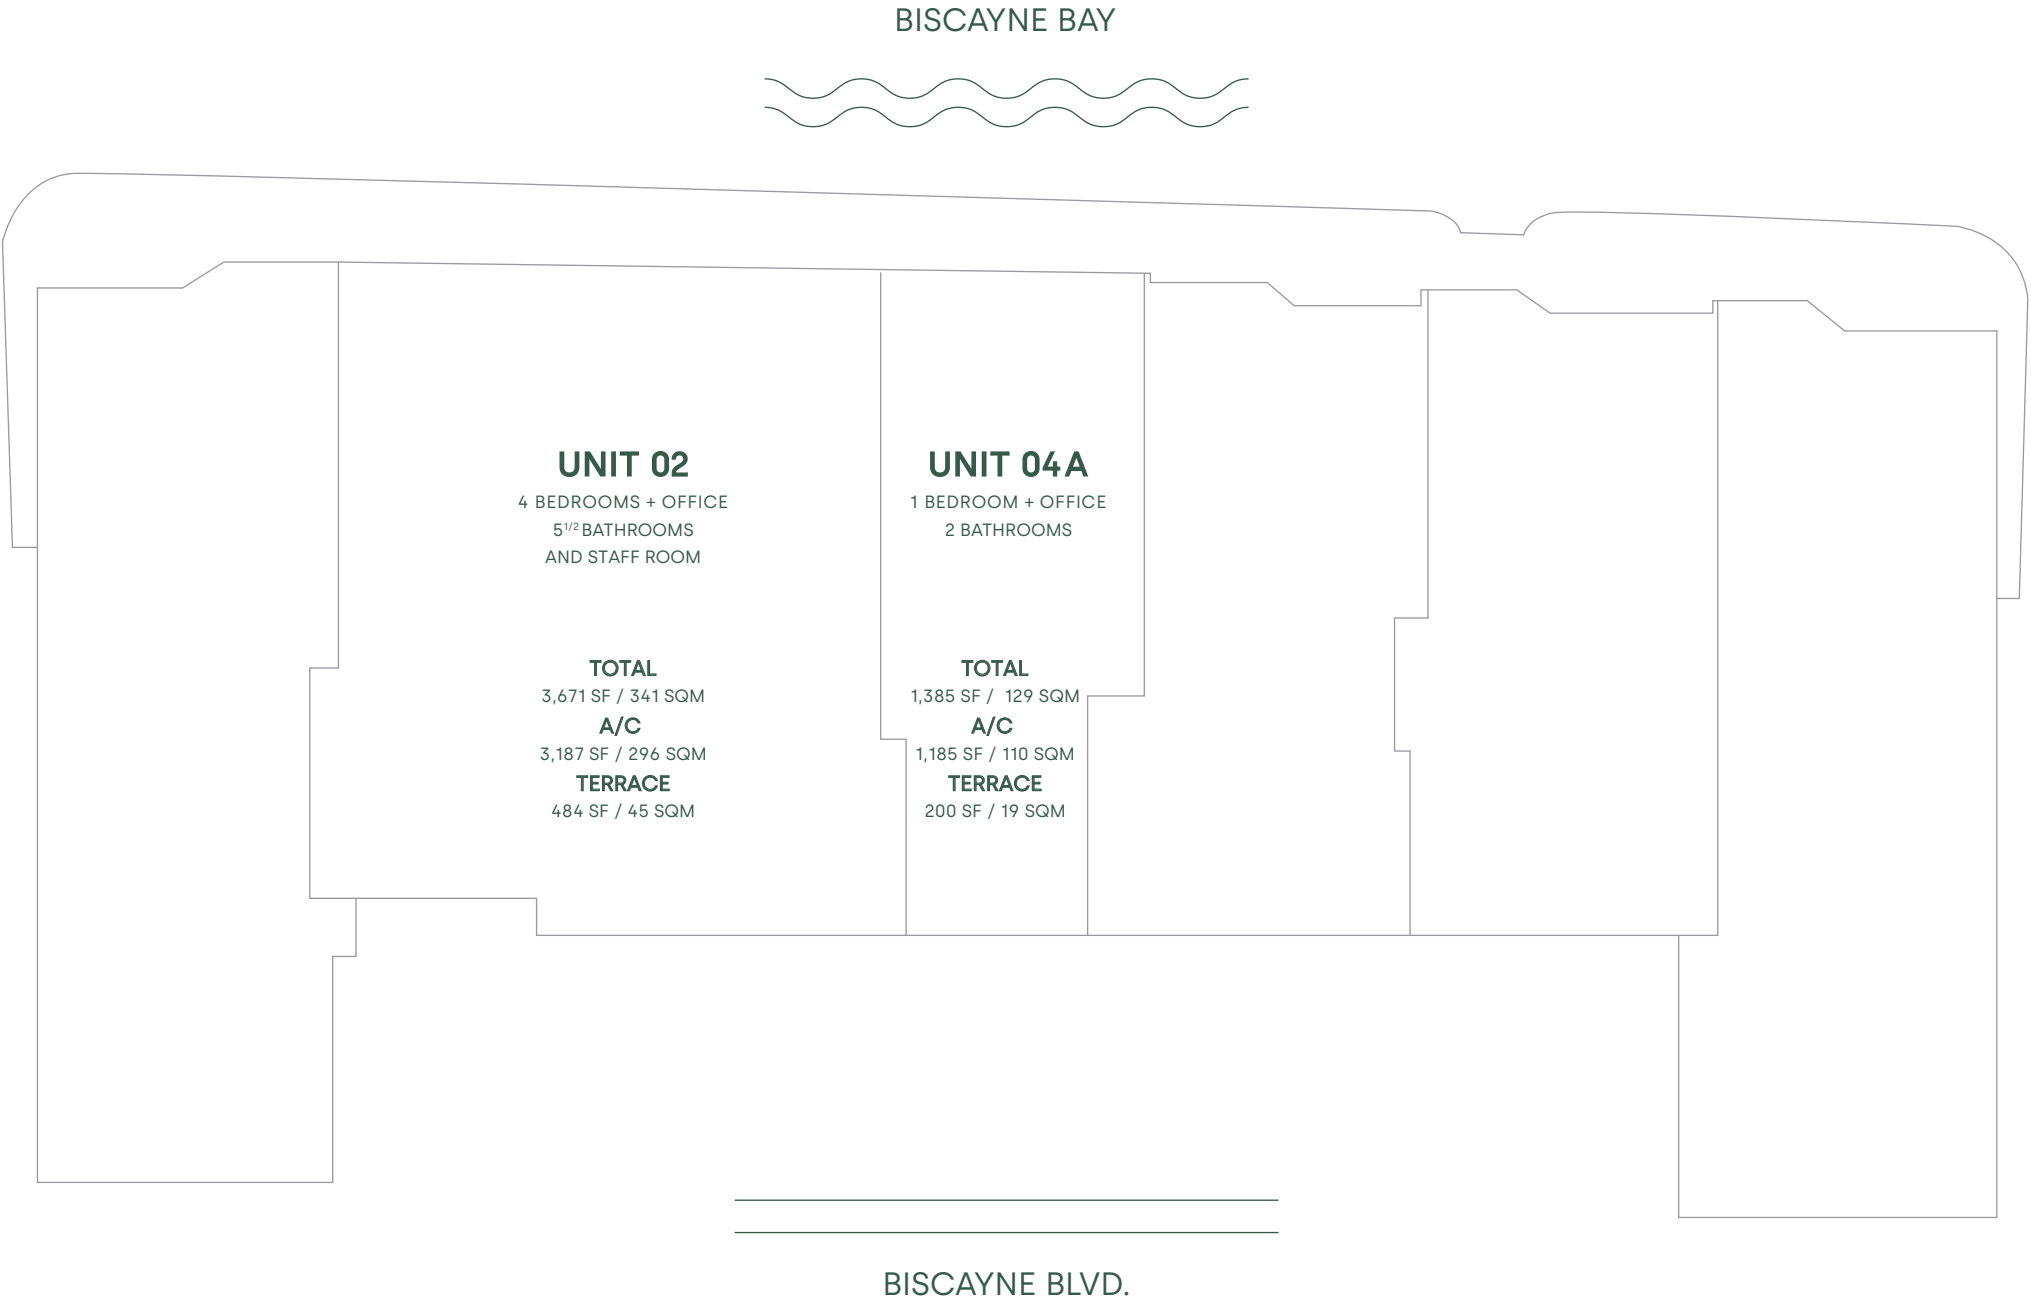 BISCAYNE BAY
UNIT 02
4 BEDROOMS + OFFICE
5 1/2 BATHROOMS
AND STAFF ROOM
TOTAL
3,671 SF / 341 SQM
A/C
3,187 SF / 296 SQM
TERRACE
484 SF / 45 SQM
UNIT 04A
1 BEDROOM + OFFICE
2 BATHROOMS
TOTAL
1,385 SF / 129 SQM
A/C
1,185 SF / 110 SQM
TERRACE
200 SF / 19 SQM
BISCAYNE BLVD.